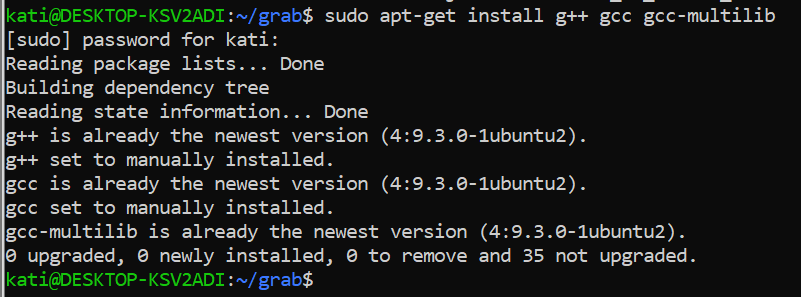 kati@DESKTOP-KSV2ADI:~/grab$ sudo apt-get install g++ gcc gcc-multilib
[sudo] password for kati:
Reading package lists... Done
Building dependency tree
Reading state information... Done
g++ is already the newest version (4:9.3.0-1ubuntu2).
g++ set to manually installed.
gcc is already the newest version (4:9.3.0-1ubuntu2).
gcc set to manually installed.
gcc-multilib is already the newest version (4:9.3.0-1ubuntu2).
0 upgraded, 0 newly installed, 0 to remove and 35 not upgraded.
kati@DESKTOP-KSV2ADI:~/grab$